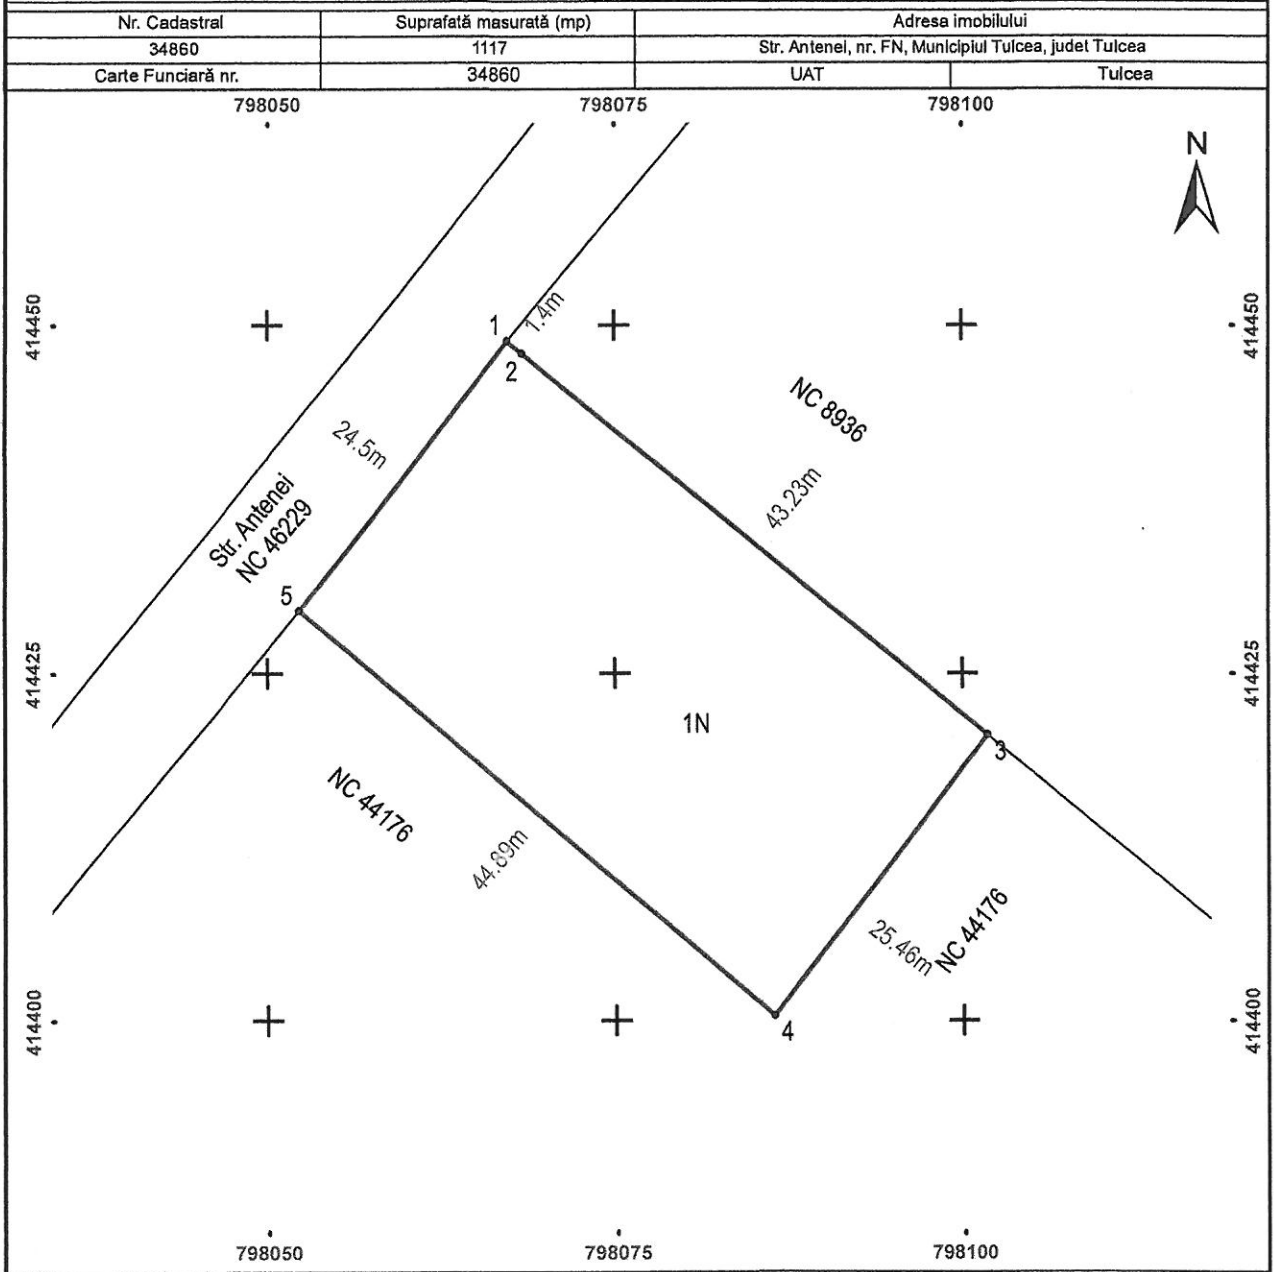 Nr. Cadastral Suprafată masurată (mp) Adresa imobilului
34860 1117 Str. Antenei, nr. FN, Municipiul Tulcea, judet Tulcea
Carte Funciară nr. 34860 UAT Tulcea
798050 798075 798100
N
414450 414450
1 1.4m
2
NC 8936
24.5m
43.23m
Str. Antenei
NC 46229
5
414425 414425
1N
3
NC 44176
44.89m
25.46m
NC 44176
414400 414400
4
798050 798075 798100